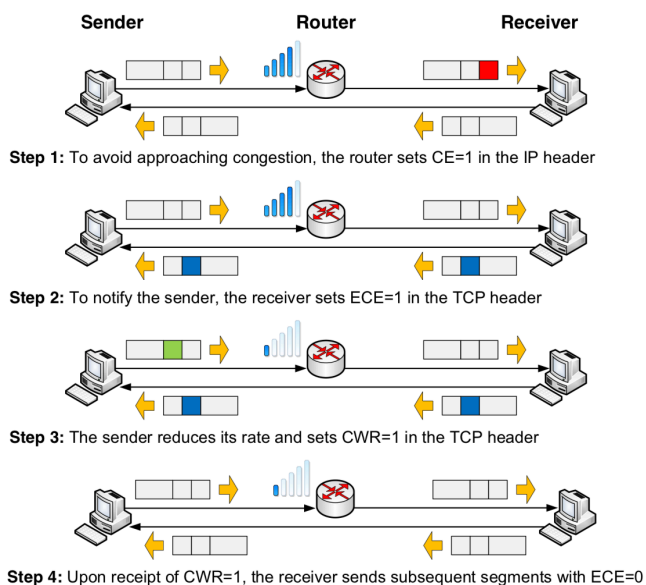 Sender Router Receiver
Step 1: To avoid approaching congestion, the router sets CE=1 in the IP header
Step 2: To notify the sender, the receiver sets ECE=1 in the TCP header
Step 3: The sender reduces its rate and sets CWR=1 in the TCP header
Step 4: Upon receipt of CWR=1, the receiver sends subsequent segments with ECE=0